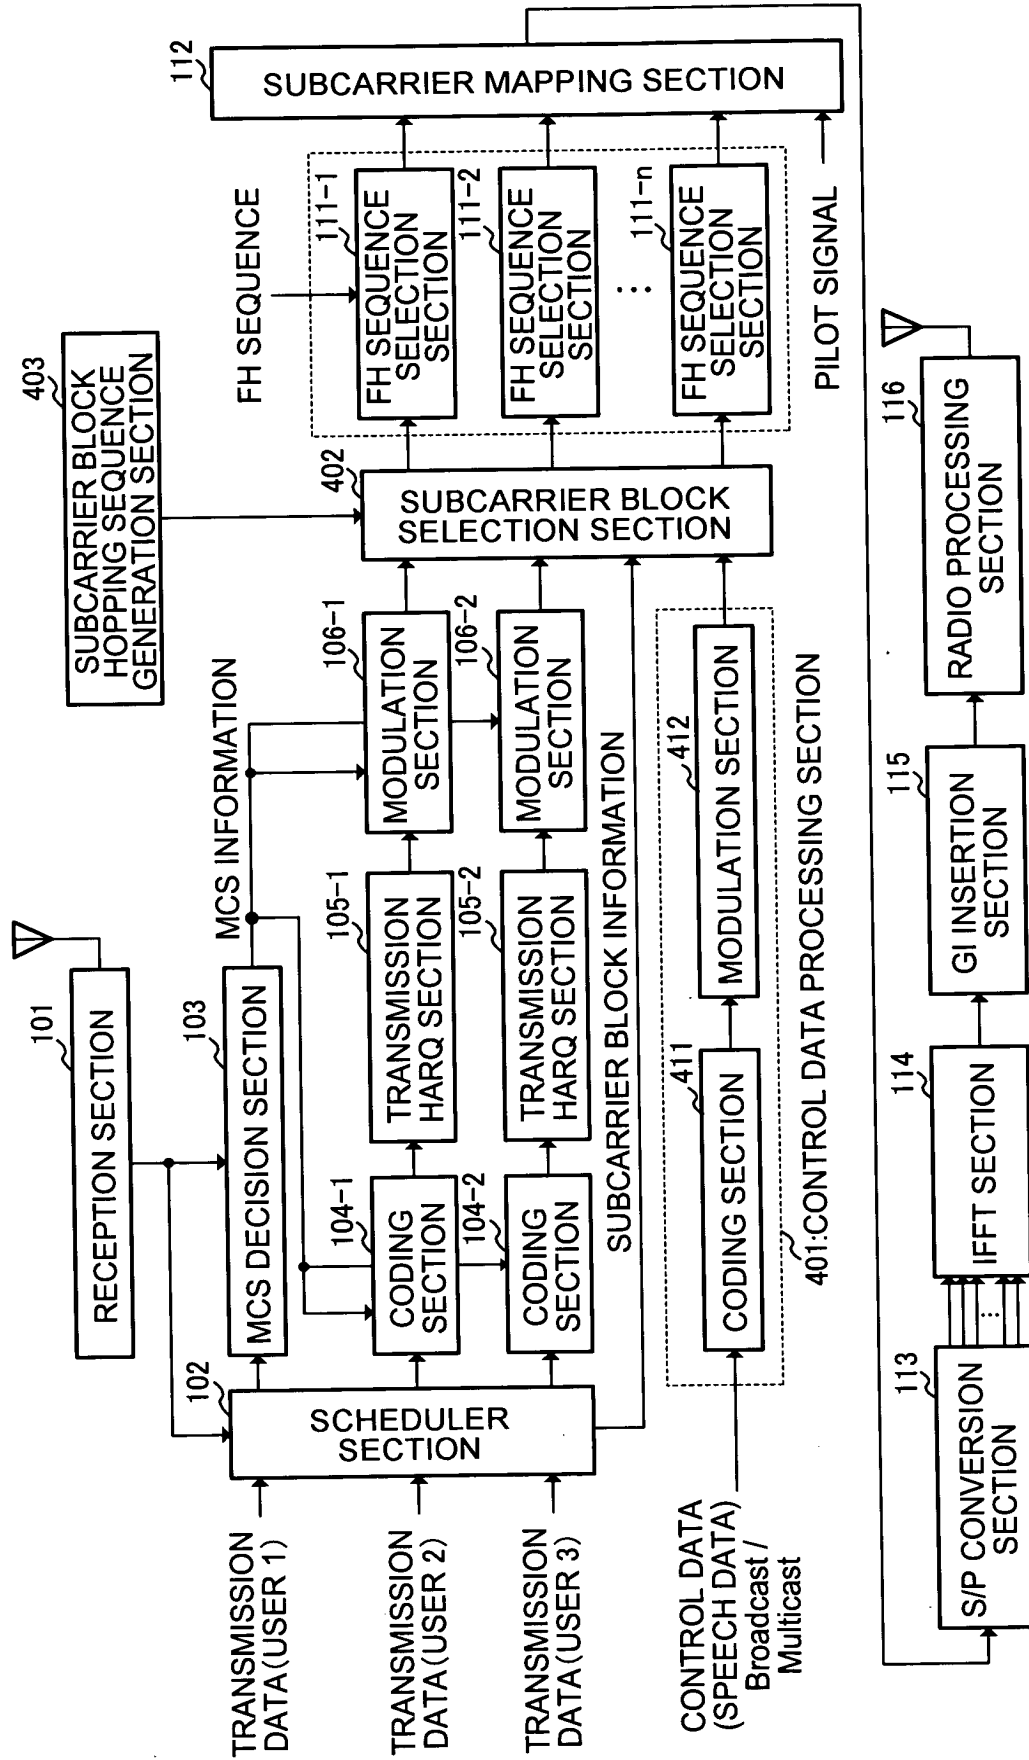 101
RECEPTION SECTION
102
SCHEDULER
SECTION
103
MCS DECISION SECTION
MCS INFORMATION
403
SUBCARRIER BLOCK
HOPPING SEQUENCE
GENERATION SECTION
TRANSMISSION
DATA(USER 1)
TRANSMISSION
DATA(USER 2)
TRANSMISSION
DATA(USER 3)
104-1
CODING
SECTION
105-1
TRANSMISSION
HARQ SECTION
106-1
MODULATION
SECTION
104-2
CODING
SECTION
105-2
TRANSMISSION
HARQ SECTION
106-2
MODULATION
SECTION
SUBCARRIER BLOCK INFORMATION
CONTROL DATA
(SPEECH DATA)
Broadcast /
Multicast
411
CODING SECTION
412
MODULATION SECTION
401:CONTROL DATA PROCESSING SECTION
402
SUBCARRIER BLOCK
SELECTION SECTION
FH SEQUENCE
111-1
FH SEQUENCE
SELECTION
SECTION
111-2
FH SEQUENCE
SELECTION
SECTION
...
111-n
FH SEQUENCE
SELECTION
SECTION
PILOT SIGNAL
112
SUBCARRIER MAPPING SECTION
113
S/P CONVERSION
SECTION
...
114
IFFT SECTION
115
GI INSERTION
SECTION
116
RADIO PROCESSING
SECTION